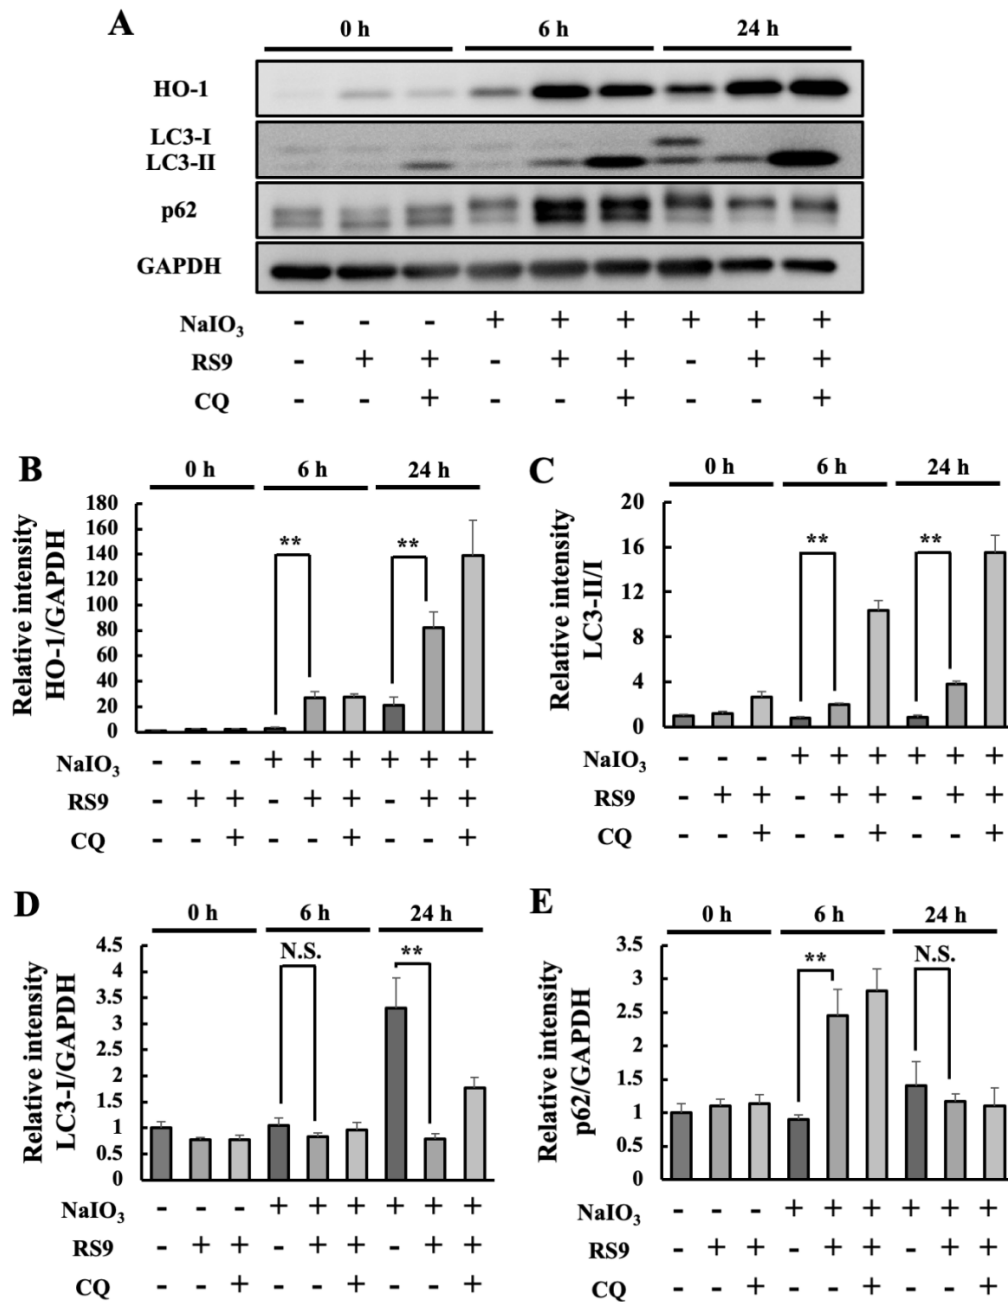 A
0 h 6 h 24 h
HO-1
LC3-I
LC3-II
p62
GAPDH
NaIO3 - - - + + + + + +
RS9 - + + - + + - + +
CQ - - + - - + - - +
B
0 h 6 h 24 h
Relative intensity
HO-1/GAPDH
180
160
140
120
100
80
60
40
20
0
** **
NaIO3 - - - + + + + + +
RS9 - + + - + + - + +
CQ - - + - - + - - +
C
0 h 6 h 24 h
Relative intensity
LC3-II/I
20
16
12
8
4
0
** **
NaIO3 - - - + + + + + +
RS9 - + + - + + - + +
CQ - - + - - + - - +
D
0 h 6 h 24 h
Relative intensity
LC3-I/GAPDH
4.5
4
3.5
3
2.5
2
1.5
1
0.5
0
N.S. **
NaIO3 - - - + + + + + +
RS9 - + + - + + - + +
CQ - - + - - + - - +
E
0 h 6 h 24 h
Relative intensity
p62/GAPDH
3.5
3
2.5
2
1.5
1
0.5
0
** N.S.
NaIO3 - - - + + + + + +
RS9 - + + - + + - + +
CQ - - + - - + - - +